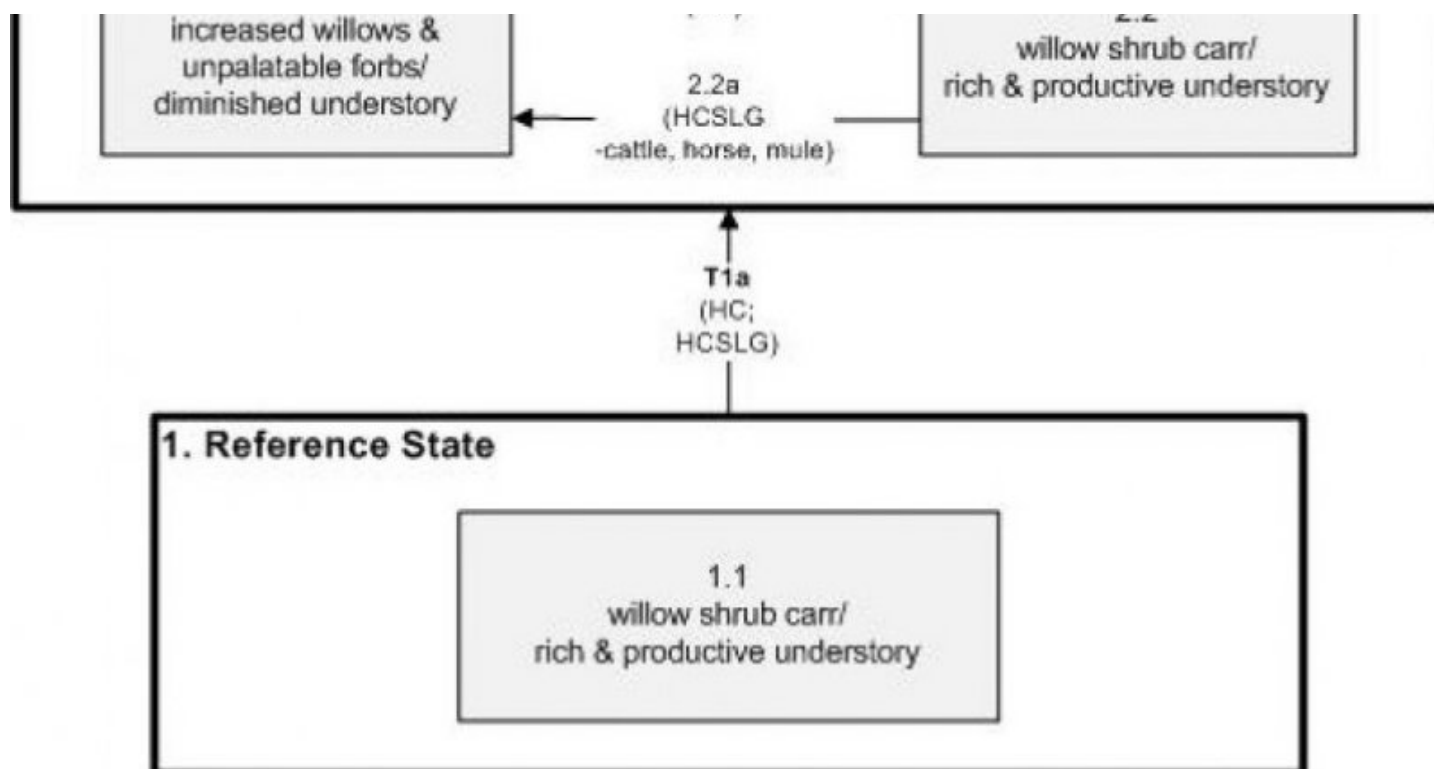 increased willows &
unpalatable forbs/
diminished understory
2.2a
(HCSLG
-cattle, horse, mule)
2.2
willow shrub carr/
rich & productive understory
T1a
(HC;
HCSLG)
1. Reference State
1.1
willow shrub carr/
rich & productive understory